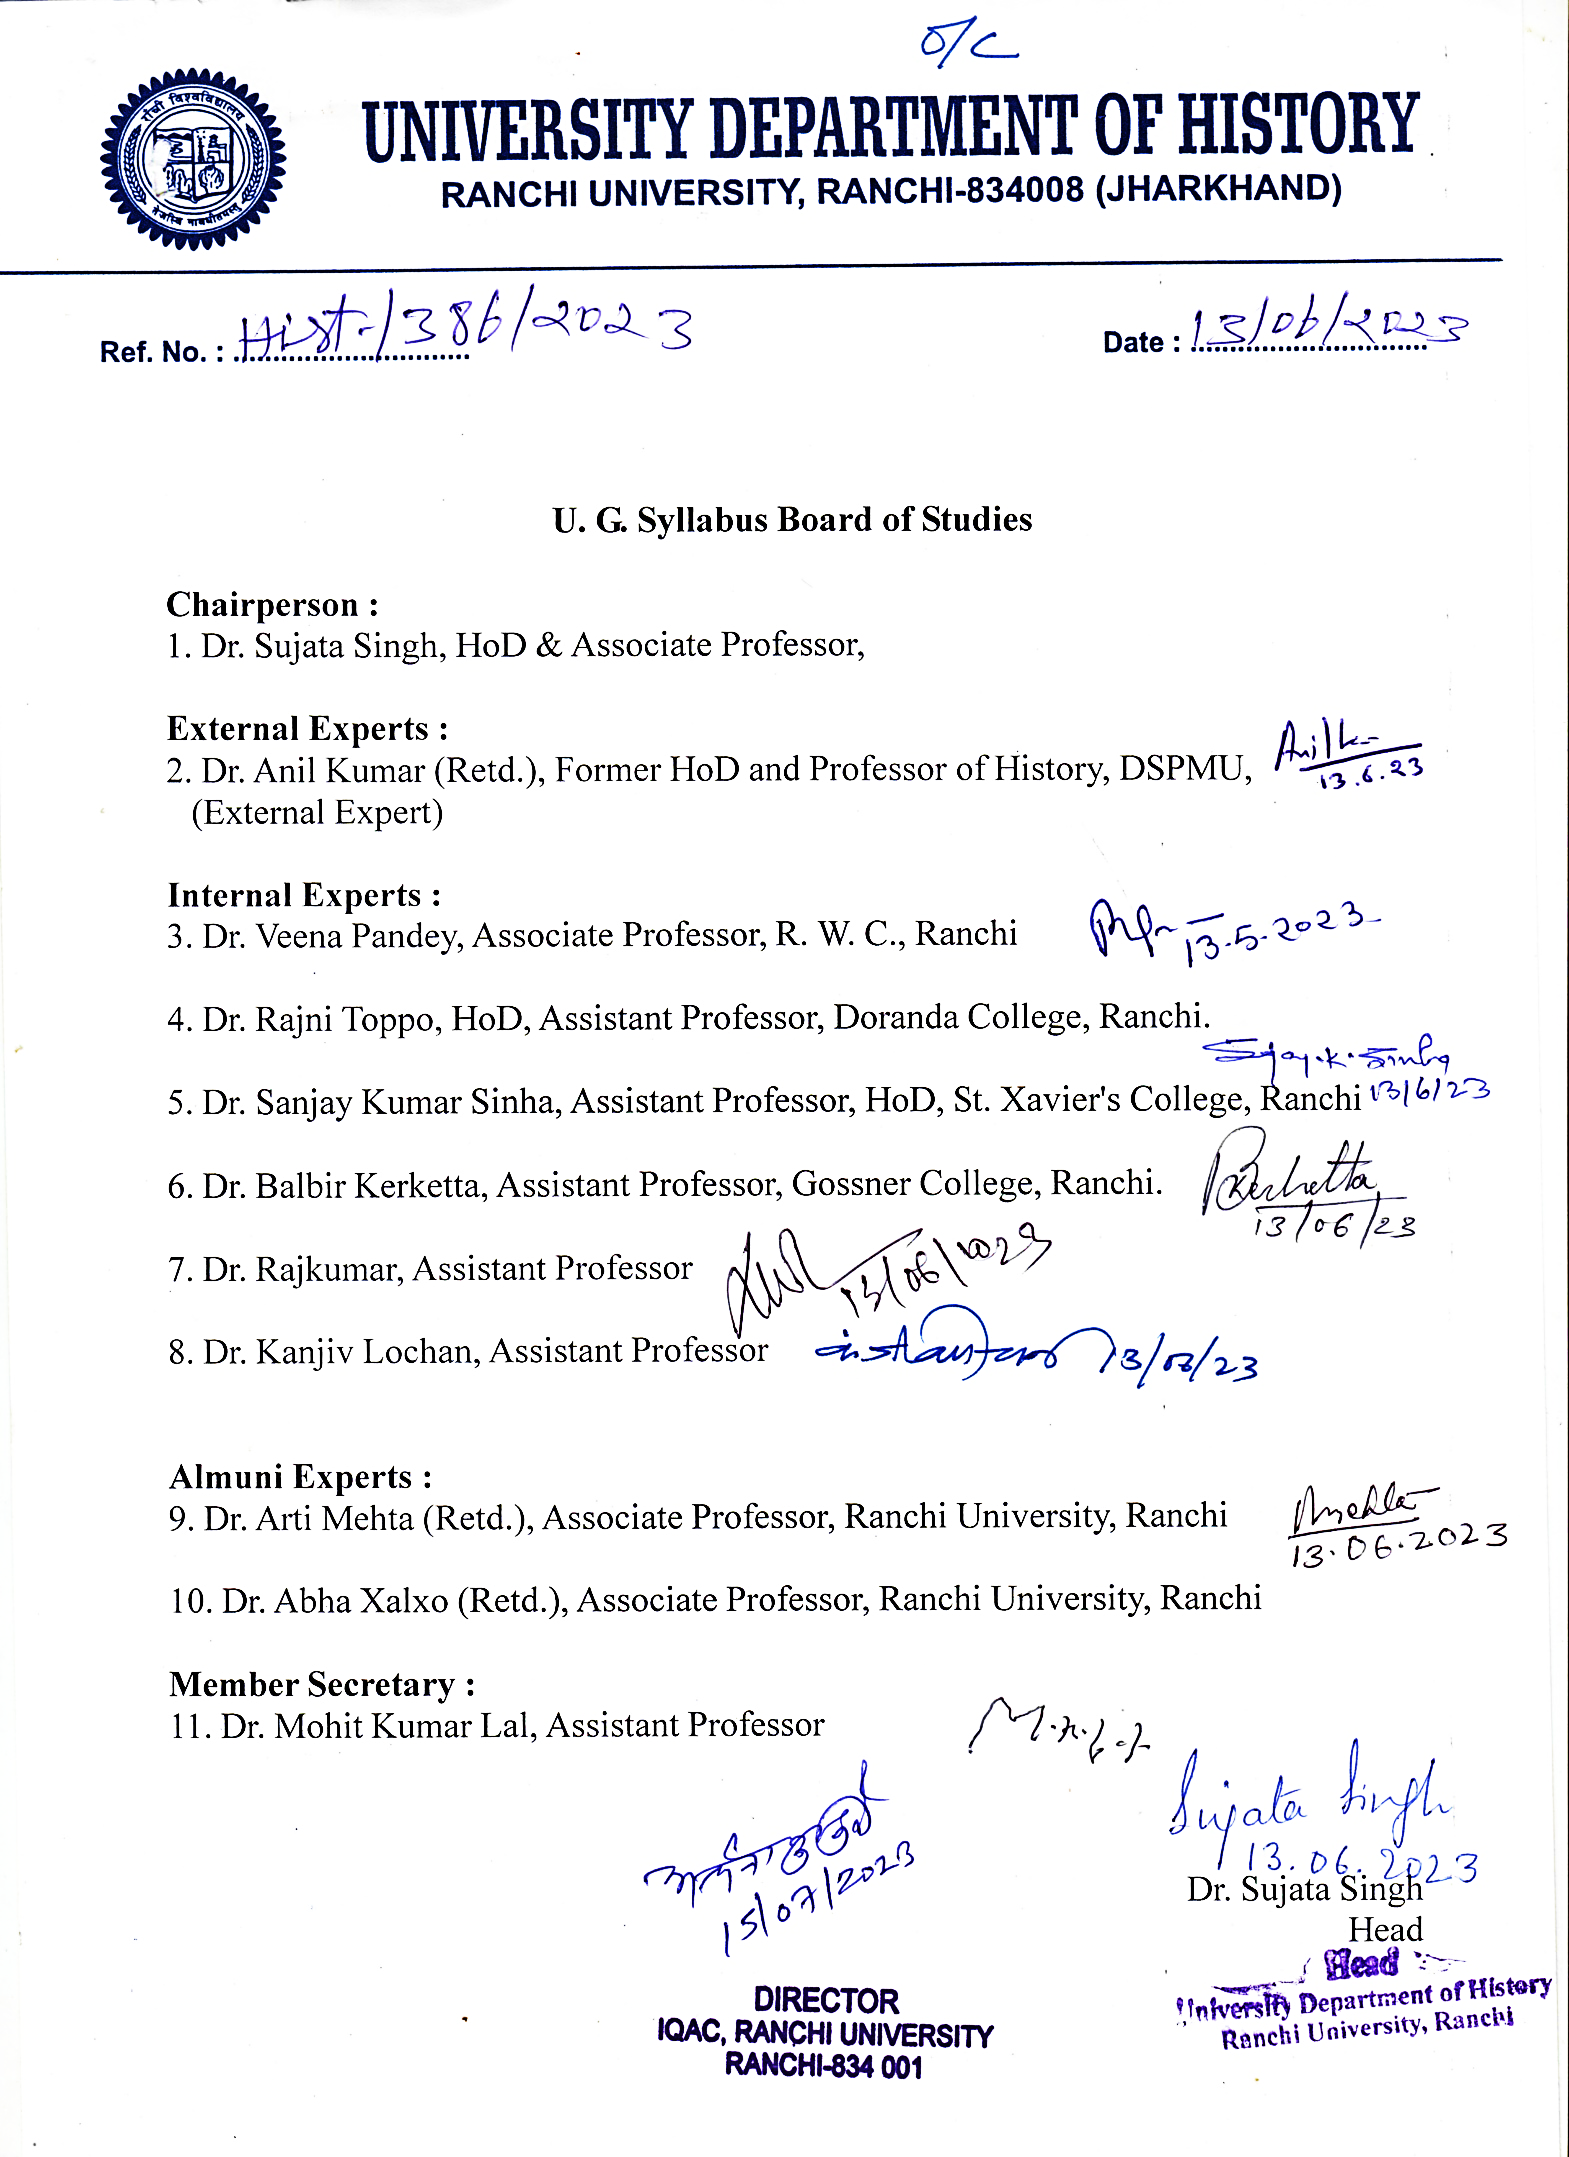 O/C
रांची विश्वविद्यालय
तेजस्वि नावधीतमस्तु
UNIVERSITY DEPARTMENT OF HISTORY
RANCHI UNIVERSITY, RANCHI-834008 (JHARKHAND)
Ref. No. : Hist-/386/2023 Date : 13/06/2023
U. G. Syllabus Board of Studies
Chairperson :
1. Dr. Sujata Singh, HoD & Associate Professor,
External Experts :
2. Dr. Anil Kumar (Retd.), Former HoD and Professor of History, DSPMU,
13.6.23
(External Expert)
Internal Experts :
3. Dr. Veena Pandey, Associate Professor, R. W. C., Ranchi 13.5.2023
4. Dr. Rajni Toppo, HoD, Assistant Professor, Doranda College, Ranchi.
5. Dr. Sanjay Kumar Sinha, Assistant Professor, HoD, St. Xavier's College, Ranchi 13/6/23
6. Dr. Balbir Kerketta, Assistant Professor, Gossner College, Ranchi. BKerketta
13/06/23
7. Dr. Rajkumar, Assistant Professor 13/06/2023
8. Dr. Kanjiv Lochan, Assistant Professor
Almuni Experts :
9. Dr. Arti Mehta (Retd.), Associate Professor, Ranchi University, Ranchi AMehta
13.06.2023
10. Dr. Abha Xalxo (Retd.), Associate Professor, Ranchi University, Ranchi
Member Secretary :
11. Dr. Mohit Kumar Lal, Assistant Professor
Sujata Singh
13.06.2023
15/07/2023
Dr. Sujata Singh
Head
Head
University Department of History
Ranchi University, Ranchi
DIRECTOR
IQAC, RANCHI UNIVERSITY
RANCHI-834 001